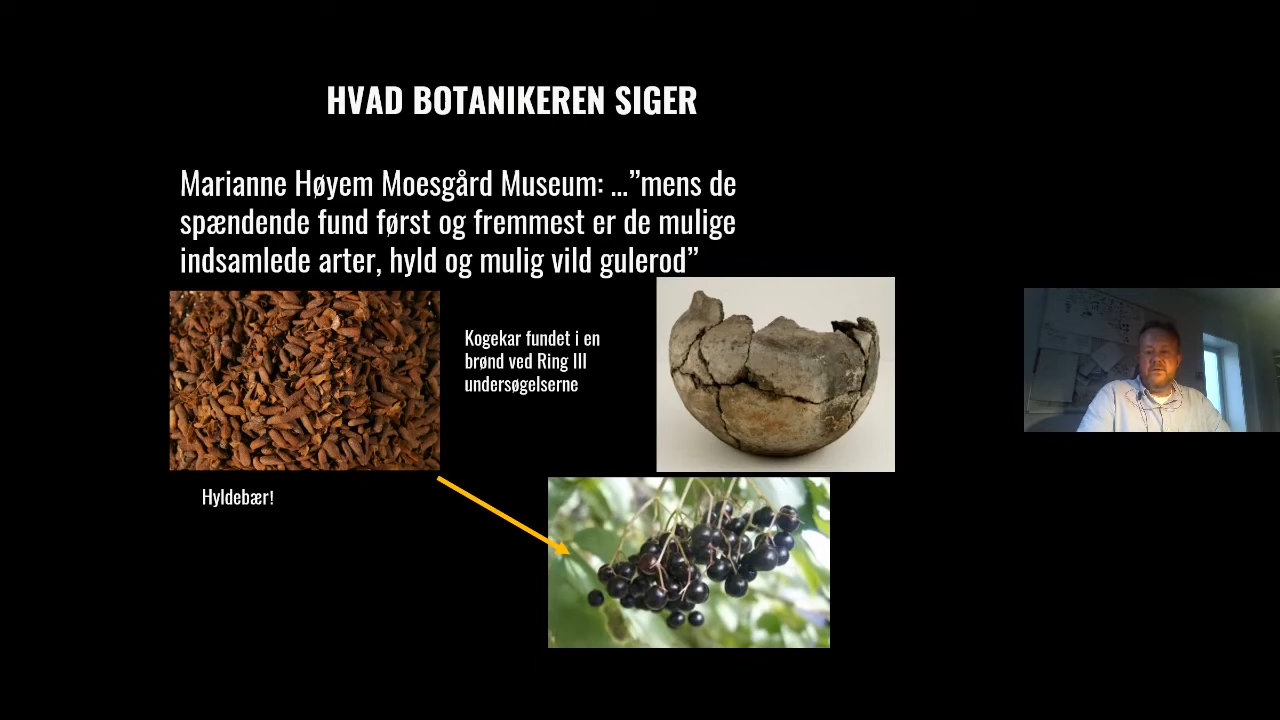 HVAD BOTANIKEREN SIGER
Marianne Høyem Moesgård Museum: ...”mens de
spændende fund først og fremmest er de mulige
indsamlede arter, hyld og mulig vild gulerod”
Kogekar fundet i en
brønd ved Ring III
undersøgelserne
Hyldebær!